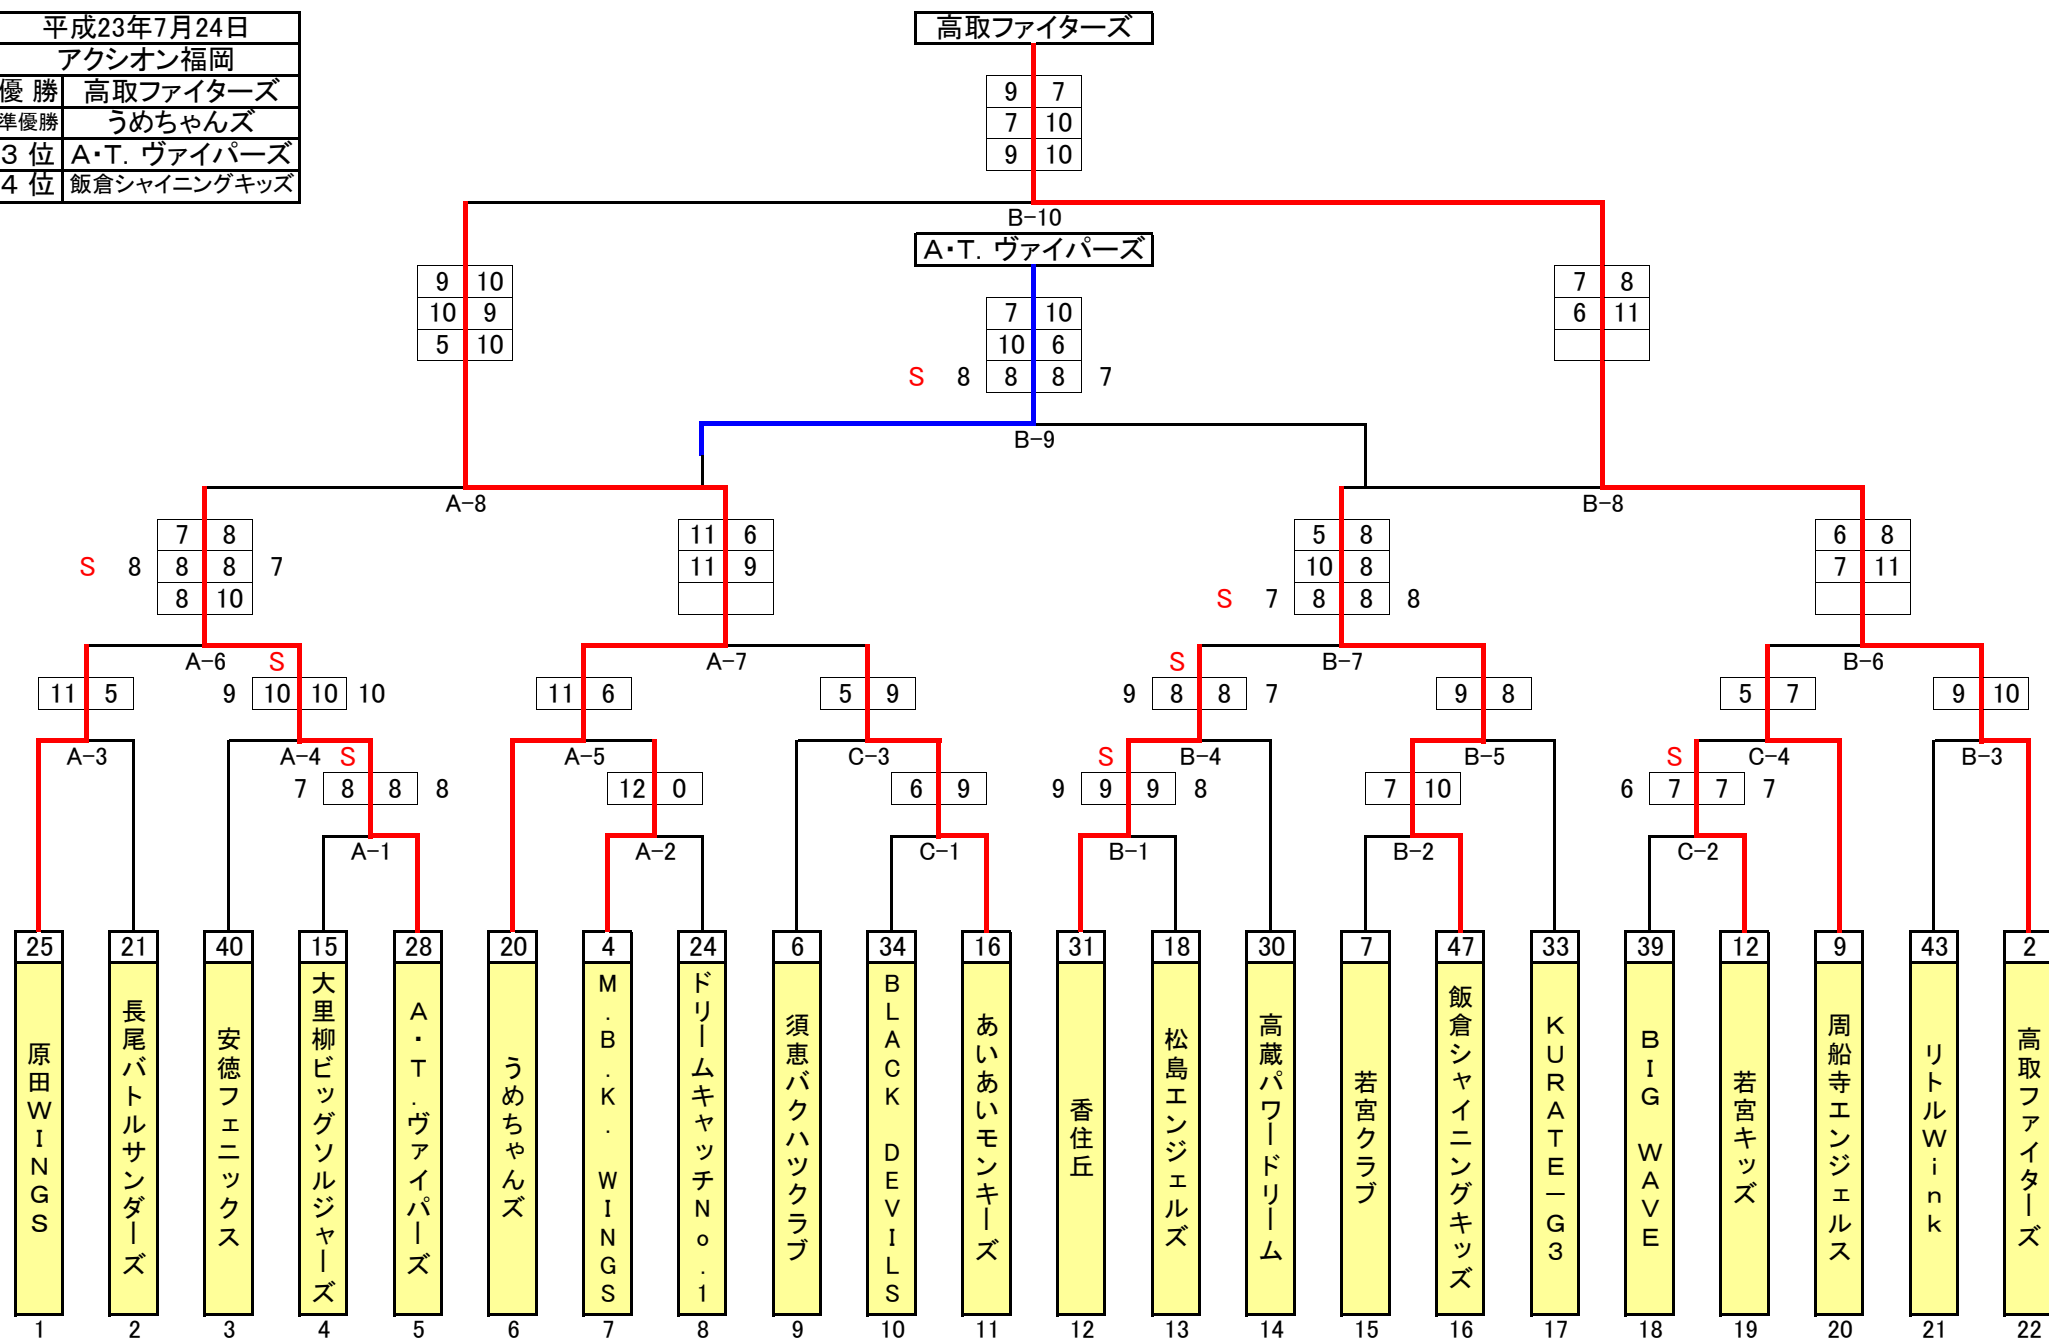 平成23年7月24日
アクシオン福岡
優 勝 高取ファイターズ
準優勝 うめちゃんズ
3 位 A・T. ヴァイパーズ
4 位 飯倉シャイニングキッズ
高取ファイターズ
9 7
7 10
9 10
B-10
A・T. ヴァイパーズ
9 10
10 9
5 10
7 10
10 6
S 8 8 8 7
7 8
6 11
B-9
A-8
B-8
7 8
S 8 8 8 7
8 10
11 6
11 9
5 8
10 8
S 7 8 8 8
6 8
7 11
A-6 S A-7 S B-7 B-6
11 5 9 10 10 10 11 6 5 9 9 8 8 7 9 8 5 7 9 10
A-3 A-4 S A-5 C-3 S B-4 B-5 S C-4 B-3
7 8 8 8 12 0 6 9 9 9 9 8 7 10 6 7 7 7
A-1 A-2 C-1 B-1 B-2 C-2
25 21 40 15 28 20 4 24 6 34 16 31 18 30 7 47 33 39 12 9 43 2
原田WINGS
長尾バトルサンダーズ
安徳フェニックス
大里柳ビッグソルジャーズ
A・T.ヴァイパーズ
うめちゃんズ
M.B.K. WINGS
ドリームキャッチNo.1
須恵バクハツクラブ
BLACK DEVILS
あいあいモンキーズ
香住丘
松島エンジェルズ
高蔵パワードリーム
若宮クラブ
飯倉シャイニングキッズ
KURATE－G3
BIG WAVE
若宮キッズ
周船寺エンジェルス
リトルWink
高取ファイターズ
1 2 3 4 5 6 7 8 9 10 11 12 13 14 15 16 17 18 19 20 21 22